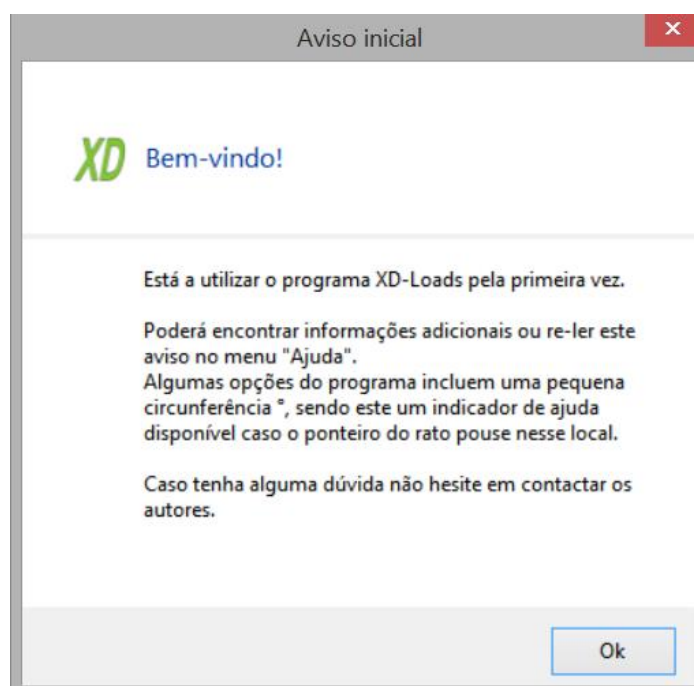 Aviso inicial
XD Bem-vindo!
Está a utilizar o programa XD-Loads pela primeira vez.
Poderá encontrar informações adicionais ou re-ler este
aviso no menu "Ajuda".
Algumas opções do programa incluem uma pequena
circunferência °, sendo este um indicador de ajuda
disponível caso o ponteiro do rato pouse nesse local.
Caso tenha alguma dúvida não hesite em contactar os
autores.
Ok